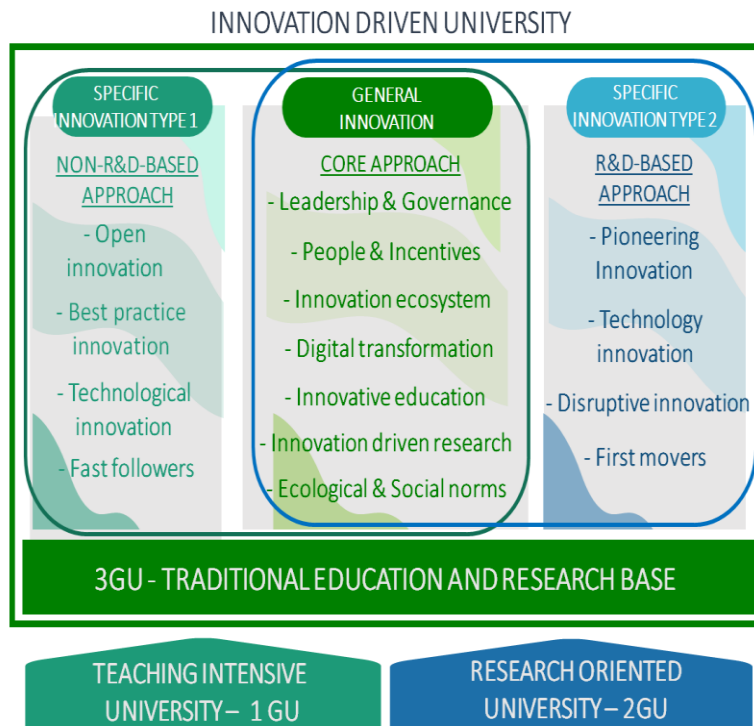 INNOVATION DRIVEN UNIVERSITY
SPECIFIC
INNOVATION TYPE 1
NON-R&D-BASED
APPROACH
- Open
innovation
- Best practice
innovation
- Technological
innovation
- Fast followers
GENERAL
INNOVATION
CORE APPROACH
- Leadership & Governance
- People & Incentives
- Innovation ecosystem
- Digital transformation
- Innovative education
- Innovation driven research
- Ecological & Social norms
SPECIFIC
INNOVATION TYPE 2
R&D-BASED
APPROACH
- Pioneering
Innovation
- Technology
innovation
- Disruptive innovation
- First movers
3GU - TRADITIONAL EDUCATION AND RESEARCH BASE
TEACHING INTENSIVE
UNIVERSITY – 1 GU
RESEARCH ORIENTED
UNIVERSITY – 2GU